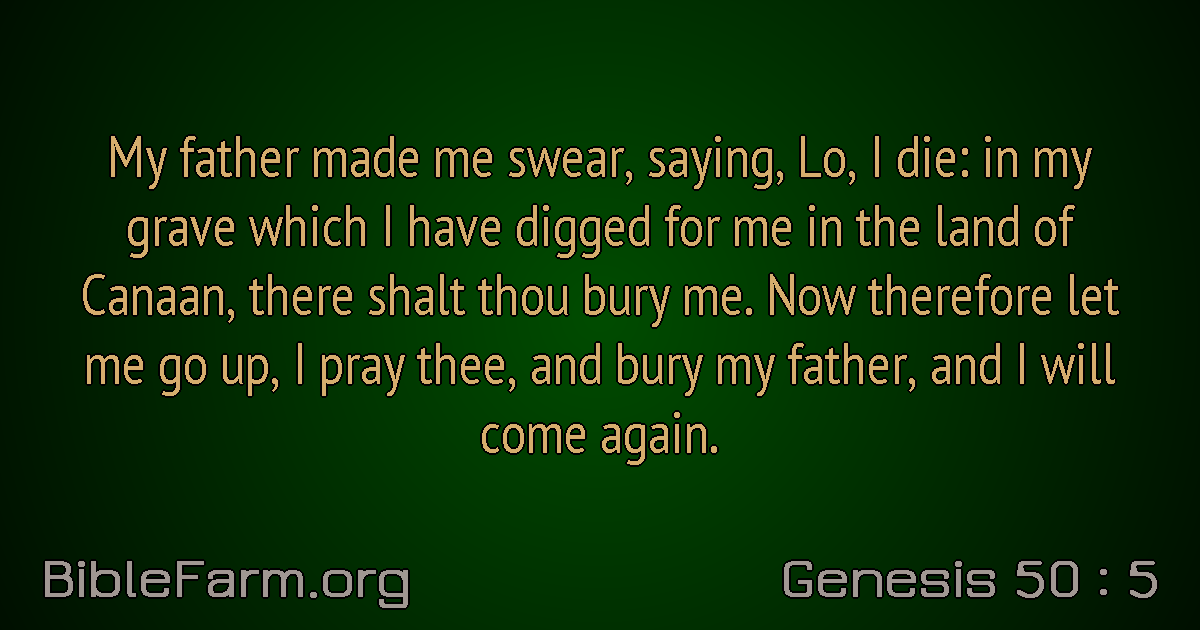 My father made me swear, saying, Lo, I die: in my
grave which I have digged for me in the land of
Canaan, there shalt thou bury me. Now therefore let
me go up, I pray thee, and bury my father, and I will
come again.
BibleFarm.org
Genesis 50 : 5